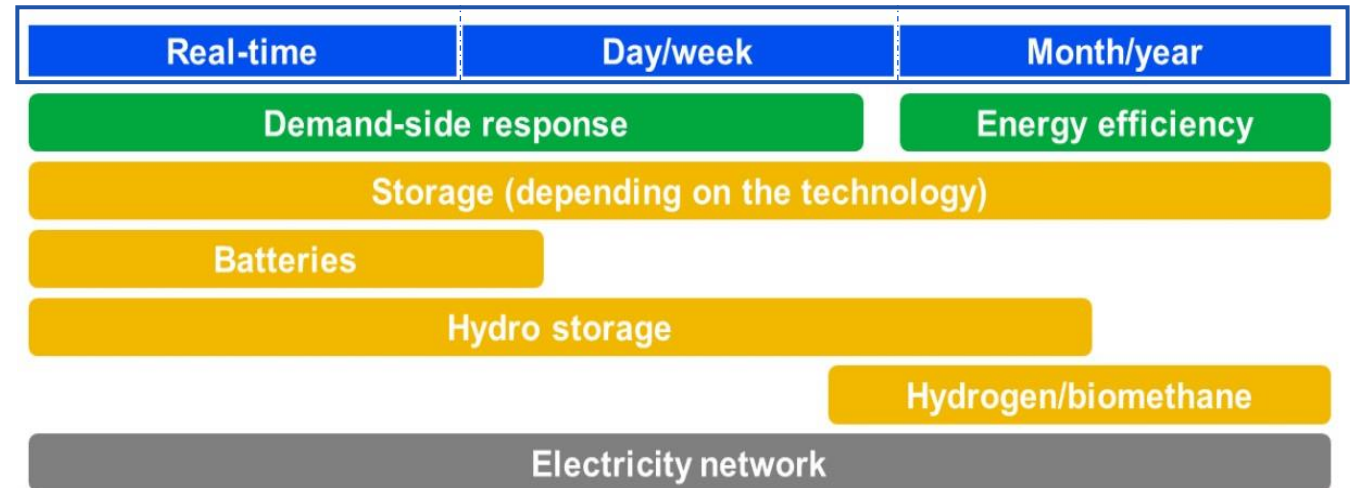 Real-time Day/week Month/year
Demand-side response Energy efficiency
Storage (depending on the technology)
Batteries
Hydro storage
Hydrogen/biomethane
Electricity network